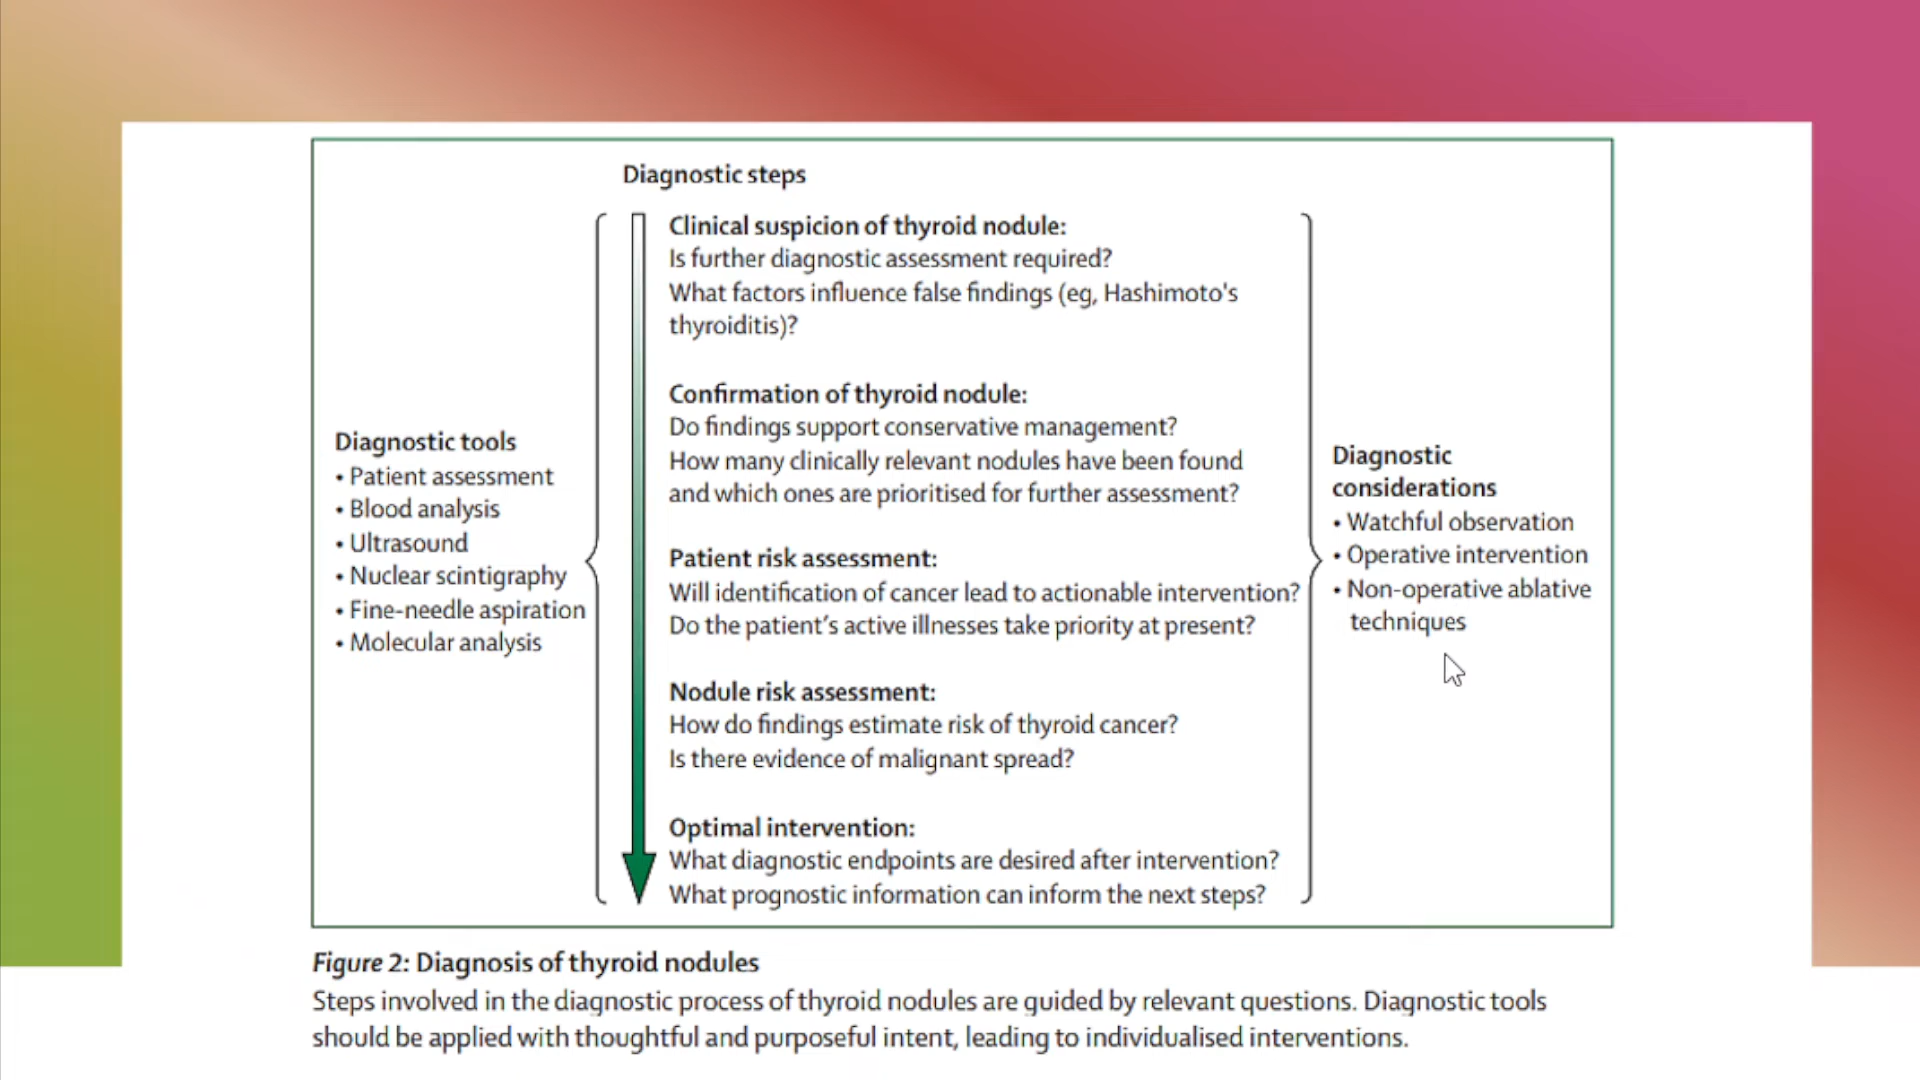 Diagnostic steps
Clinical suspicion of thyroid nodule:
Is further diagnostic assessment required?
What factors influence false findings (eg, Hashimoto's
thyroiditis)?
Confirmation of thyroid nodule:
Do findings support conservative management?
How many clinically relevant nodules have been found
and which ones are prioritised for further assessment?
Patient risk assessment:
Will identification of cancer lead to actionable intervention?
Do the patient's active illnesses take priority at present?
Nodule risk assessment:
How do findings estimate risk of thyroid cancer?
Is there evidence of malignant spread?
Optimal intervention:
What diagnostic endpoints are desired after intervention?
What prognostic information can inform the next steps?
Diagnostic tools
• Patient assessment
• Blood analysis
• Ultrasound
• Nuclear scintigraphy
• Fine-needle aspiration
• Molecular analysis
Diagnostic
considerations
• Watchful observation
• Operative intervention
• Non-operative ablative
techniques
Figure 2: Diagnosis of thyroid nodules
Steps involved in the diagnostic process of thyroid nodules are guided by relevant questions. Diagnostic tools
should be applied with thoughtful and purposeful intent, leading to individualised interventions.